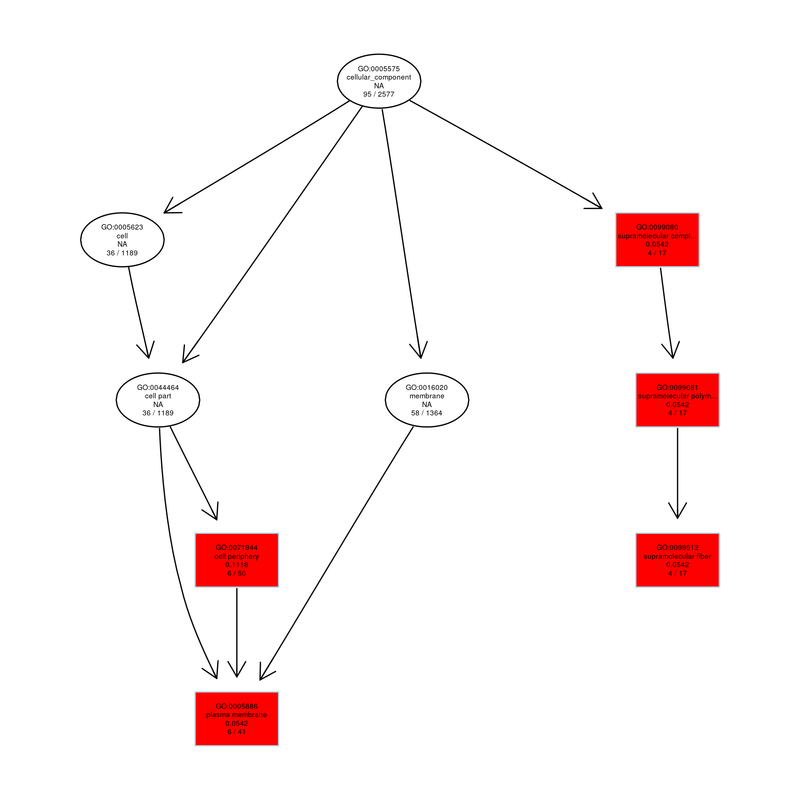 GO:0005575
cellular_component
NA
95 / 2577
GO:0005623
cell
NA
36 / 1189
GO:0099080
supramolecular compl...
0.0542
4 / 17
GO:0044464
cell part
NA
36 / 1189
GO:0016020
membrane
NA
58 / 1364
GO:0099081
supramolecular polym...
0.0542
4 / 17
GO:0071944
cell periphery
0.1118
6 / 50
GO:0099512
supramolecular fiber
0.0542
4 / 17
GO:0005886
plasma membrane
0.0542
6 / 41